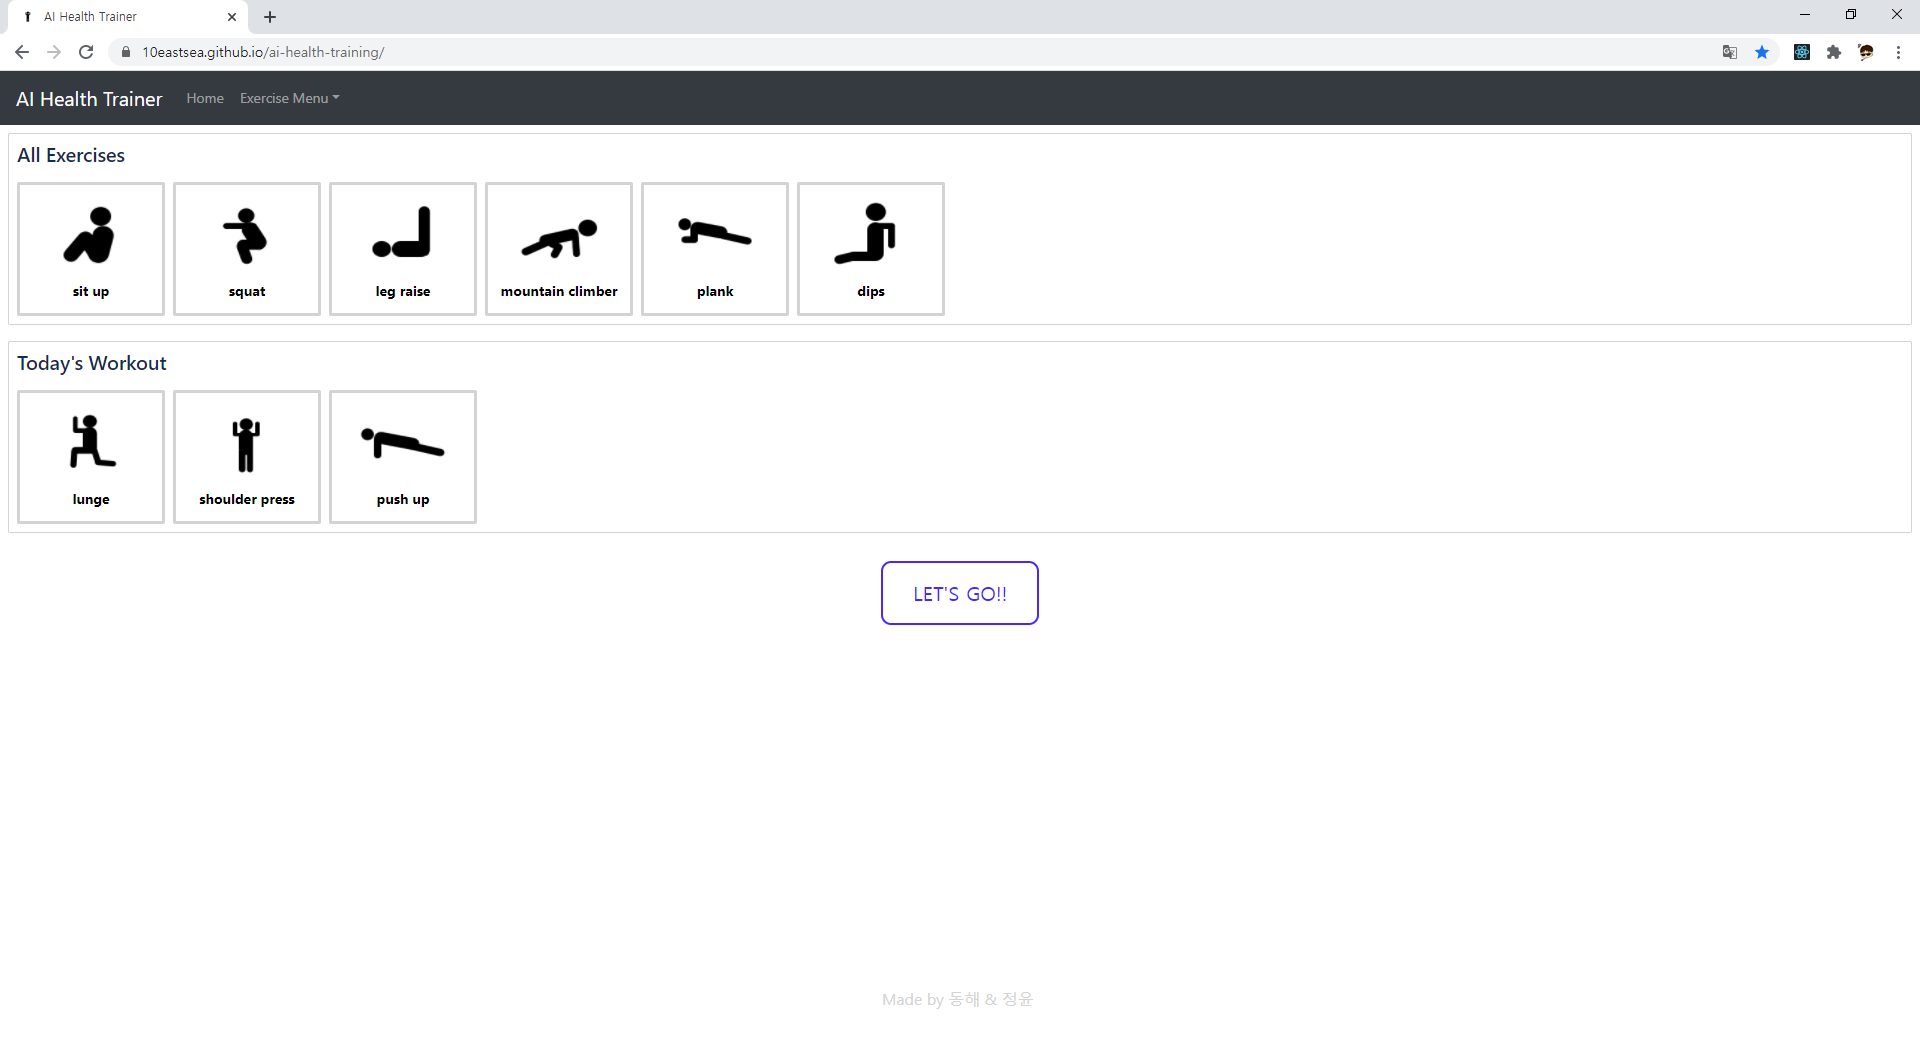 AI Health Trainer
10eastsea.github.io/ai-health-training/
AI Health Trainer Home Exercise Menu
All Exercises
sit up squat leg raise mountain climber plank dips
Today's Workout
lunge shoulder press push up
LET'S GO!!
Made by 동해 & 정윤